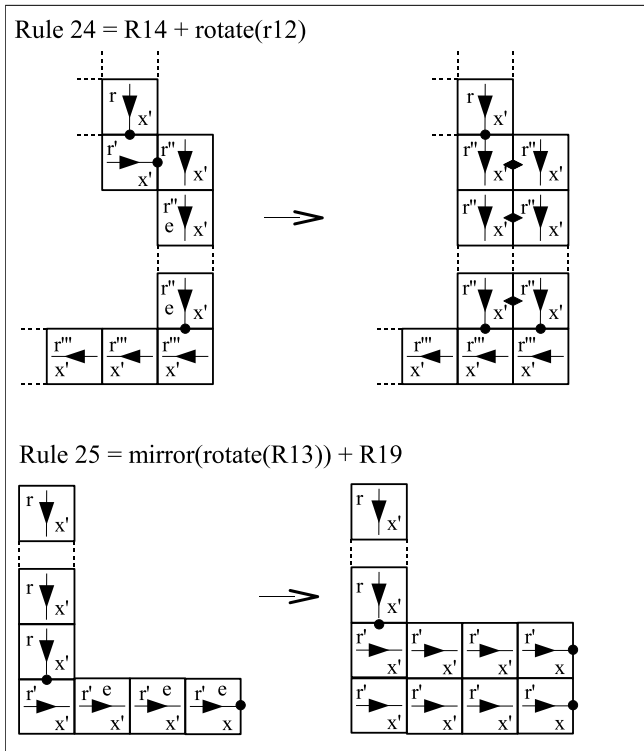 Rule 24 = R14 + rotate(r12)
r
x'
r' r''
x' x'
r''
e x'
r''
e x'
r''' r''' r'''
x' x' x'
r
x'
r'' r''
x' x'
r'' r''
x' x'
r'' r''
x' x'
r''' r''' r'''
x' x' x'
Rule 25 = mirror(rotate(R13)) + R19
r
x'
r
x'
r
x'
r' r' e r' e r' e
x' x' x' x
r
x'
r
x'
r' r' r' r'
x' x' x' x
r' r' r' r'
x' x' x' x